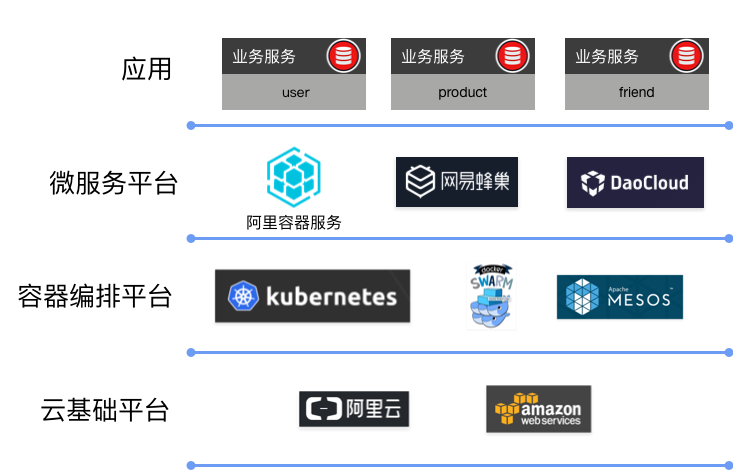 应用
业务服务
业务服务
业务服务
user
product
friend
微服务平台
阿里容器服务
网易蜂巢
DaoCloud
容器编排平台
kubernetes
docker
SWARM
Apache
MESOS™
云基础平台
阿里云
amazon
web services